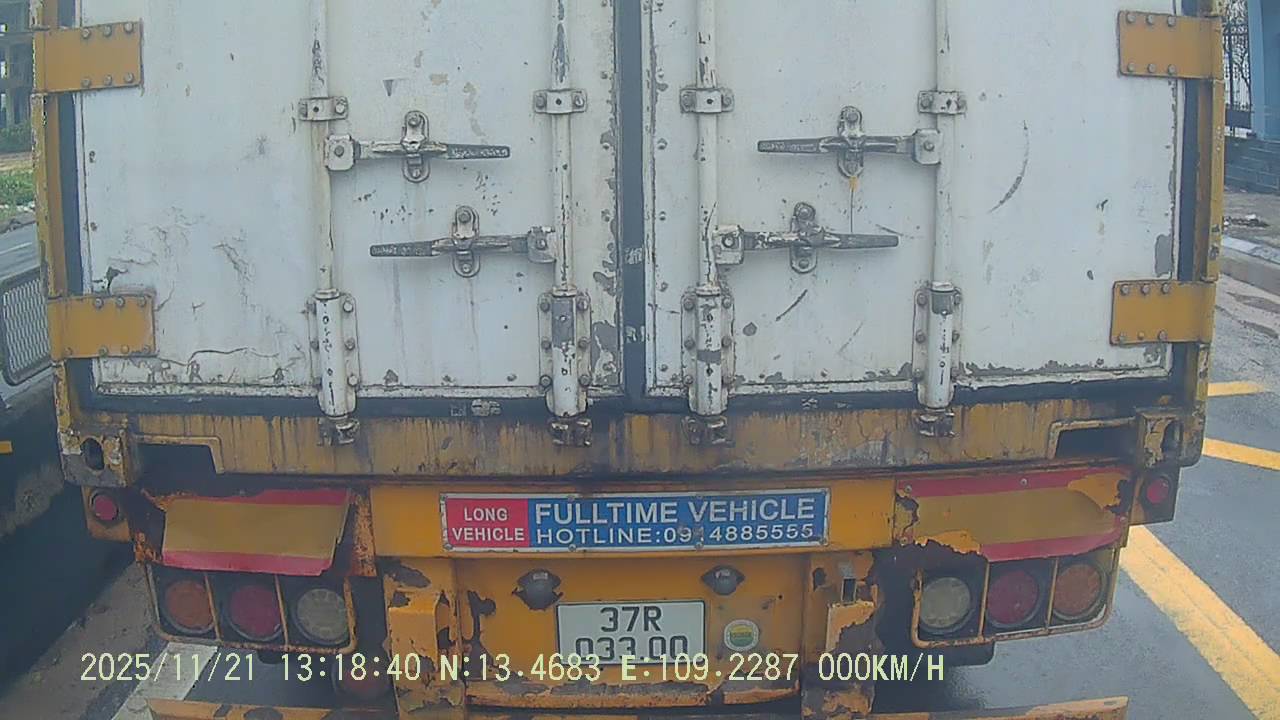 LONG
VEHICLE
FULLTIME VEHICLE
HOTLINE:09 4885555
37R
033.00
2025/11/21 13:18:40 N:13.4683 E:109.2287 000KM/H